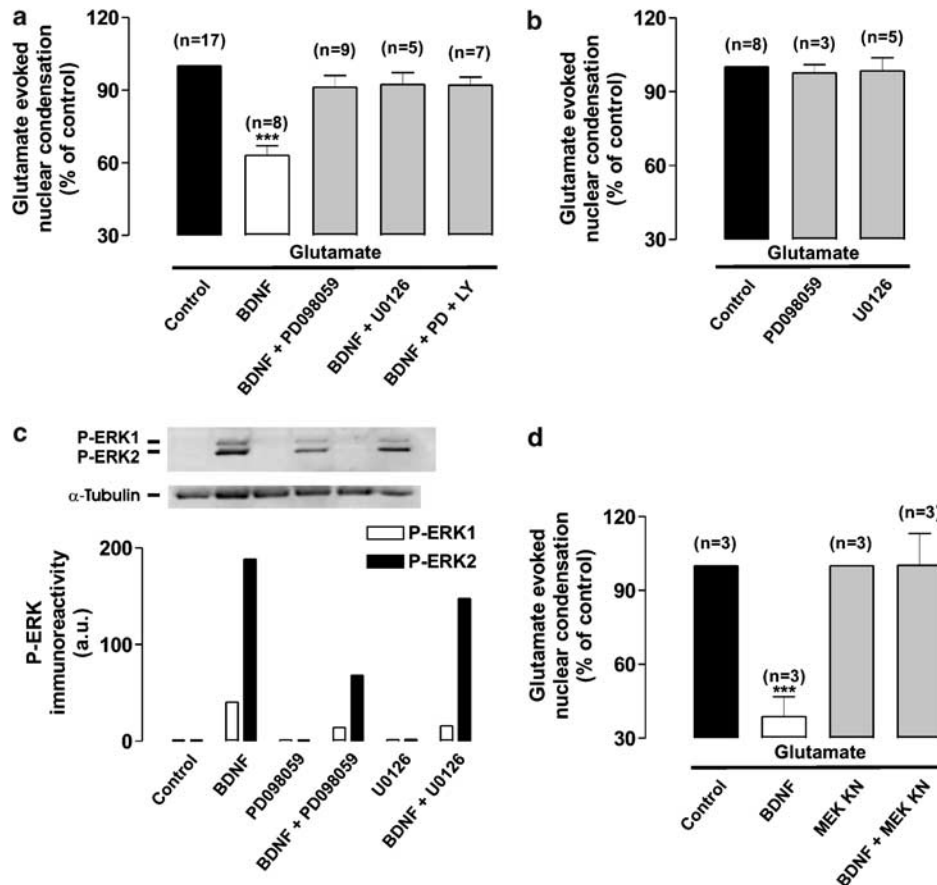 a
Glutamate evoked
nuclear condensation
(% of control)
120
90
60
30
(n=17)
(n=8)
***
(n=9)
(n=5)
(n=7)
Glutamate
Control
BDNF
BDNF + PD098059
BDNF + U0126
BDNF + PD + LY
b
Glutamate evoked
nuclear condensation
(% of control)
120
90
60
30
(n=8)
(n=3)
(n=5)
Glutamate
Control
PD098059
U0126
c
P-ERK1
P-ERK2
α-Tubulin
P-ERK1
P-ERK2
P-ERK
immunoreactivity
(a.u.)
200
100
0
Control
BDNF
PD098059
BDNF + PD098059
U0126
BDNF + U0126
d
Glutamate evoked
nuclear condensation
(% of control)
120
90
60
30
(n=3)
(n=3)
***
(n=3)
(n=3)
Glutamate
Control
BDNF
MEK KN
BDNF + MEK KN